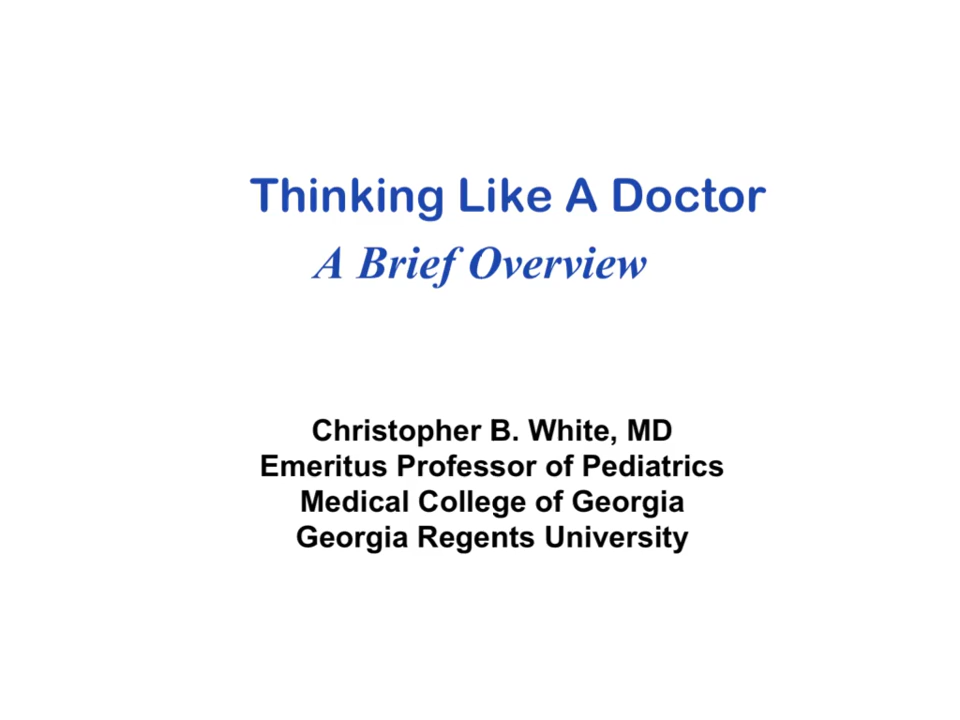 Thinking Like A Doctor
A Brief Overview
Christopher B. White, MD
Emeritus Professor of Pediatrics
Medical College of Georgia
Georgia Regents University